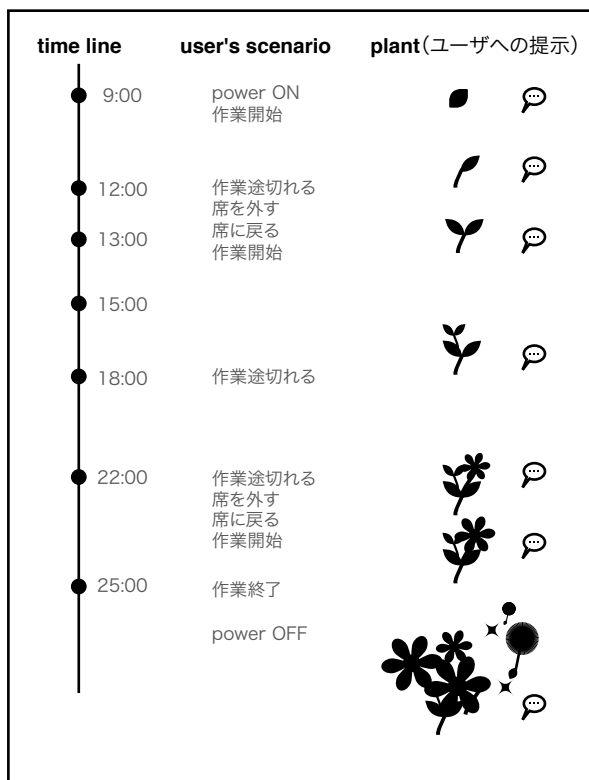 time line user's scenario plant(ユーザへの提示)
9:00 power ON
作業開始
12:00 作業途切れる
席を外す
13:00 席に戻る
作業開始
15:00
18:00 作業途切れる
22:00 作業途切れる
席を外す
席に戻る
作業開始
25:00 作業終了
power OFF